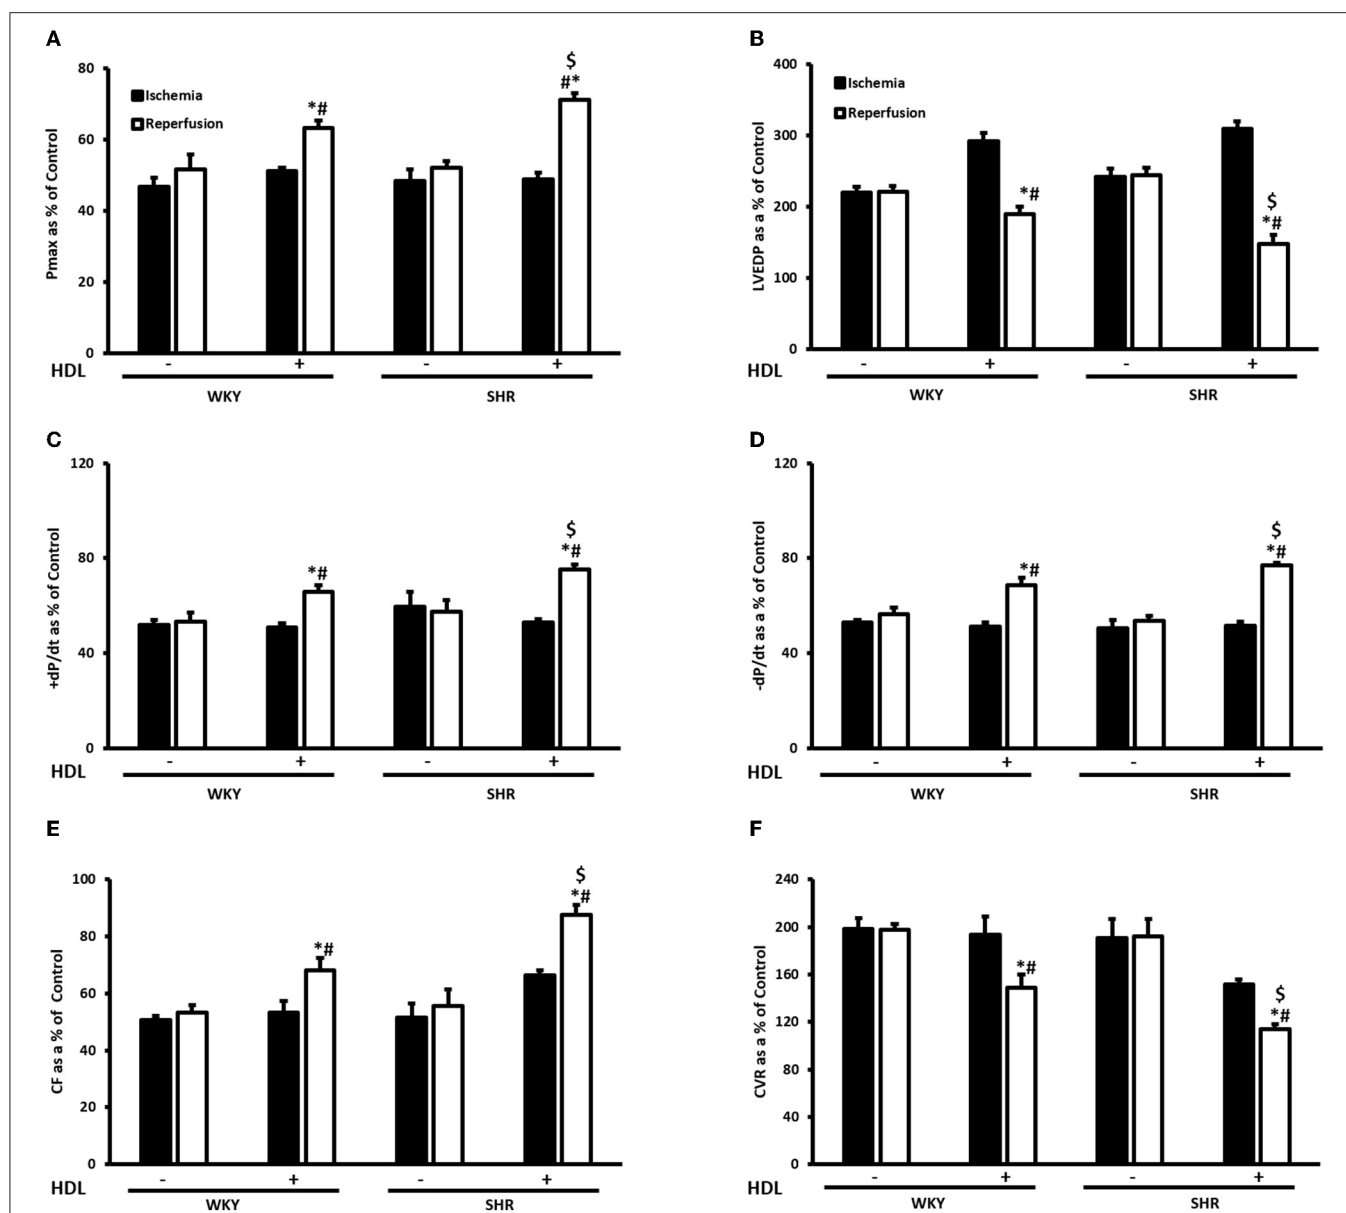 A
80
60
40
20
0
Pmax as % of Control
Ischemia
Reperfusion
*#
$
#*
HDL - + - +
WKY SHR
B
400
300
200
100
0
LVEDP as a % of Control
Ischemia
Reperfusion
*#
$
*#
HDL - + - +
WKY SHR
C
120
80
40
0
+dP/dt as % of Control
*#
$
*#
HDL - + - +
WKY SHR
D
120
80
40
0
-dP/dt as a % of Control
*#
$
*#
HDL - + - +
WKY SHR
E
100
80
60
40
20
0
CF as a % of Control
*#
$
*#
HDL - + - +
WKY SHR
F
240
200
160
120
80
40
0
CVR as a % of Control
*#
$
*#
HDL - + - +
WKY SHR